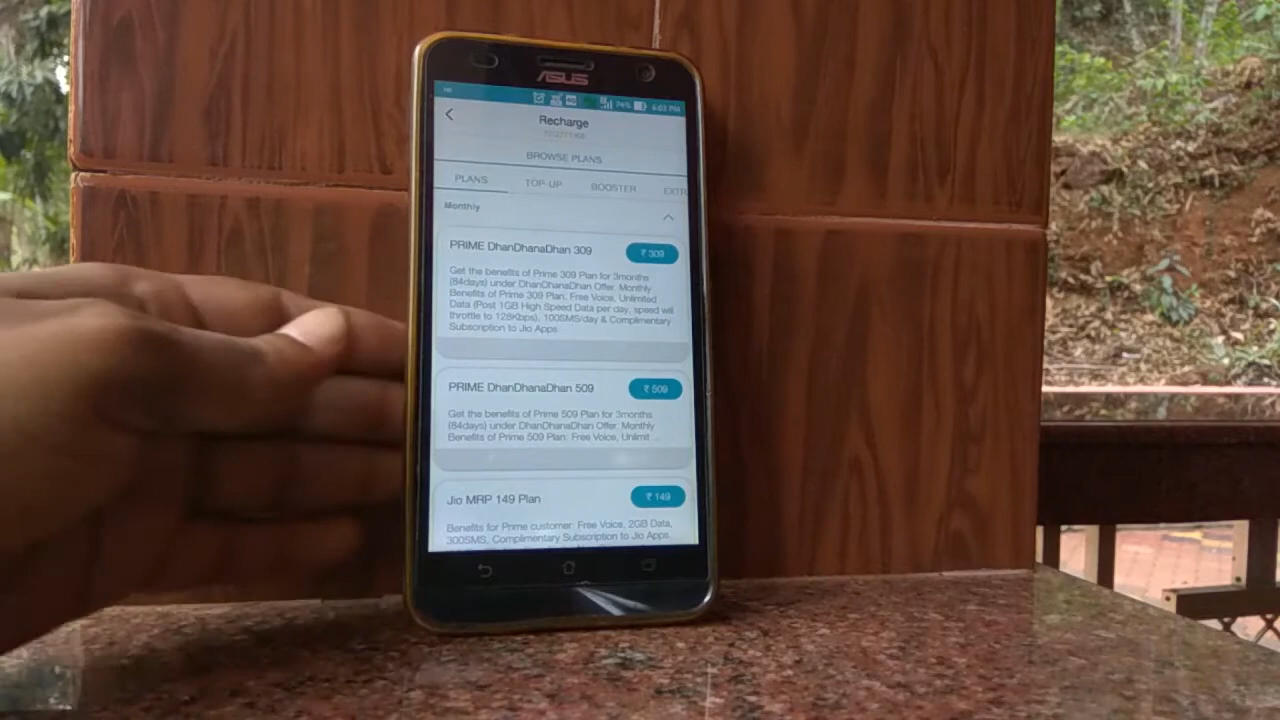 ASUS
74% 6:03 PM
Recharge
BROWSE PLANS
PLANS TOP-UP BOOSTER EXTR
Monthly
PRIME DhanDhanaDhan 309 ₹ 309
Get the benefits of Prime 309 Plan for 3months
(84days) under DhanDhanaDhan Offer. Monthly
Benefits of Prime 309 Plan: Free Voice, Unlimited
Data (Post 1GB High Speed Data per day, speed will
throttle to 128Kbps), 100SMS/day & Complimentary
Subscription to Jio Apps
PRIME DhanDhanaDhan 509 ₹ 509
Get the benefits of Prime 509 Plan for 3months
(84days) under DhanDhanaDhan Offer. Monthly
Benefits of Prime 509 Plan: Free Voice, Unlimit ...
Jio MRP 149 Plan ₹ 149
Benefits for Prime customer: Free Voice, 2GB Data,
300SMS, Complimentary Subscription to Jio Apps.